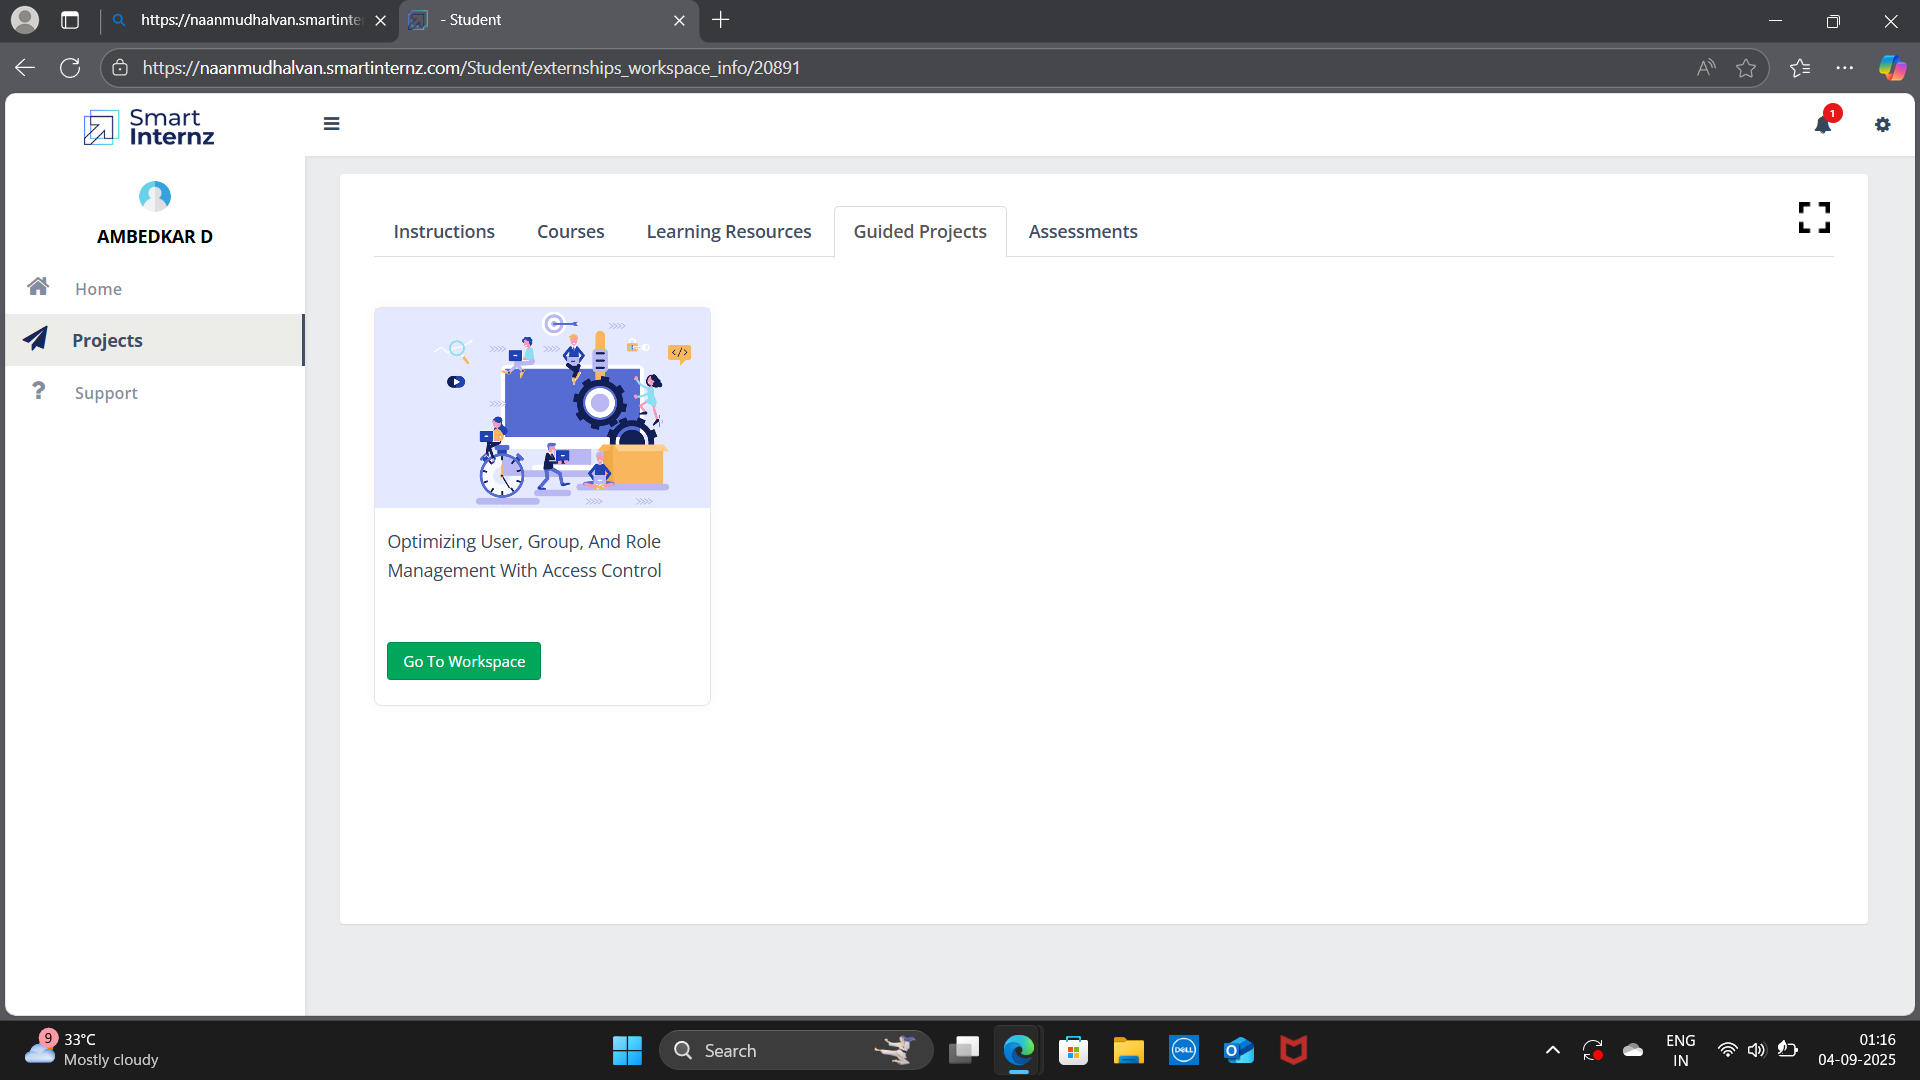 https://naanmudhalvan.smartinte
- Student
https://naanmudhalvan.smartinternz.com/Student/externships_workspace_info/20891
Smart
Internz
1
AMBEDKAR D
Home
Projects
Support
Instructions
Courses
Learning Resources
Guided Projects
Assessments
Optimizing User, Group, And Role
Management With Access Control
Go To Workspace
9
33°C
Mostly cloudy
Search
DELL
ENG
IN
01:16
04-09-2025